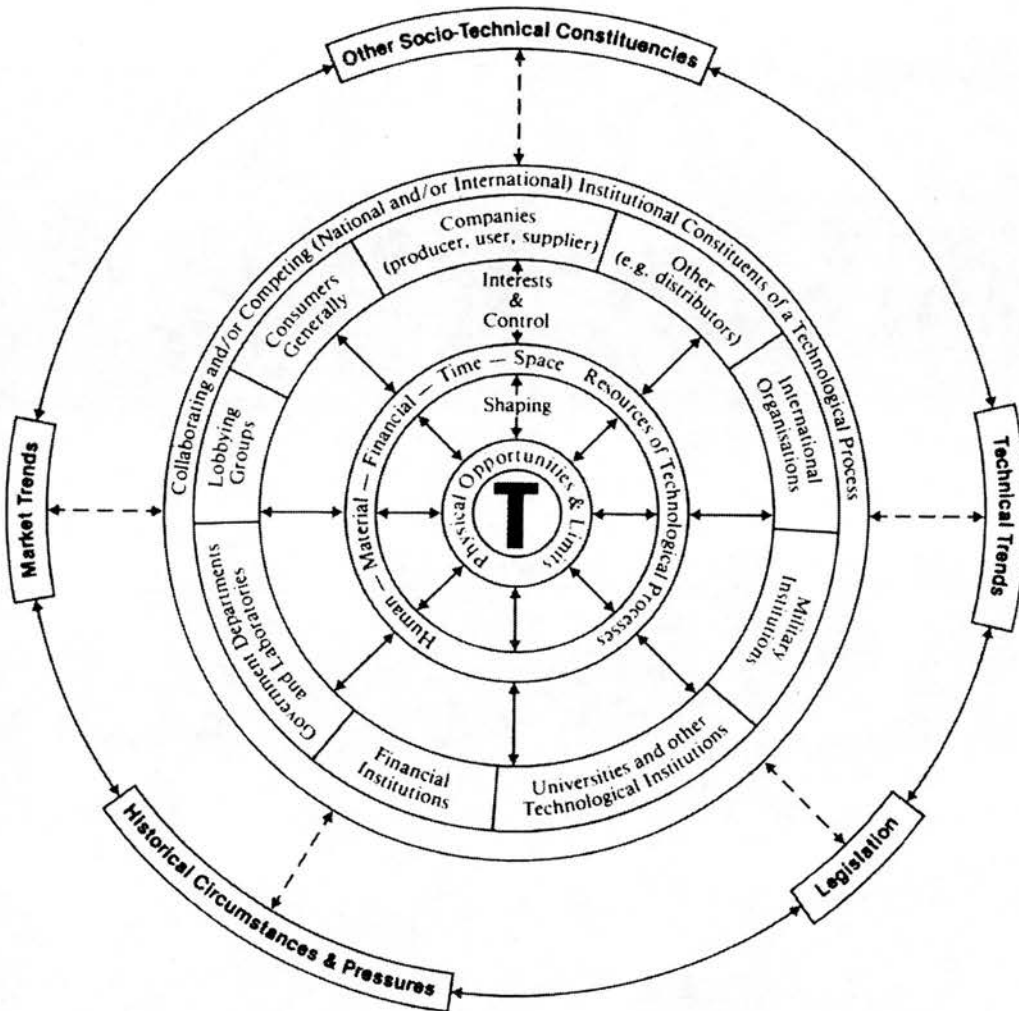 Other Socio-Technical Constituencies
Collaborating and/or Competing (National and/or International) Institutional Constituents of a Technological Process
Companies
(producer, user, supplier)
Other
(e.g. distributors)
Consumers
Generally
Interests
&
Control
International
Organisations
Lobbying
Groups
Human — Material — Financial — Time — Space Resources of Technological Processes
Shaping
Physical Opportunities & Limits
T
Market Trends
Technical Trends
Government Departments
and Laboratories
Military
Institutions
Financial
Institutions
Universities and other
Technological Institutions
Historical Circumstances & Pressures
Legislation